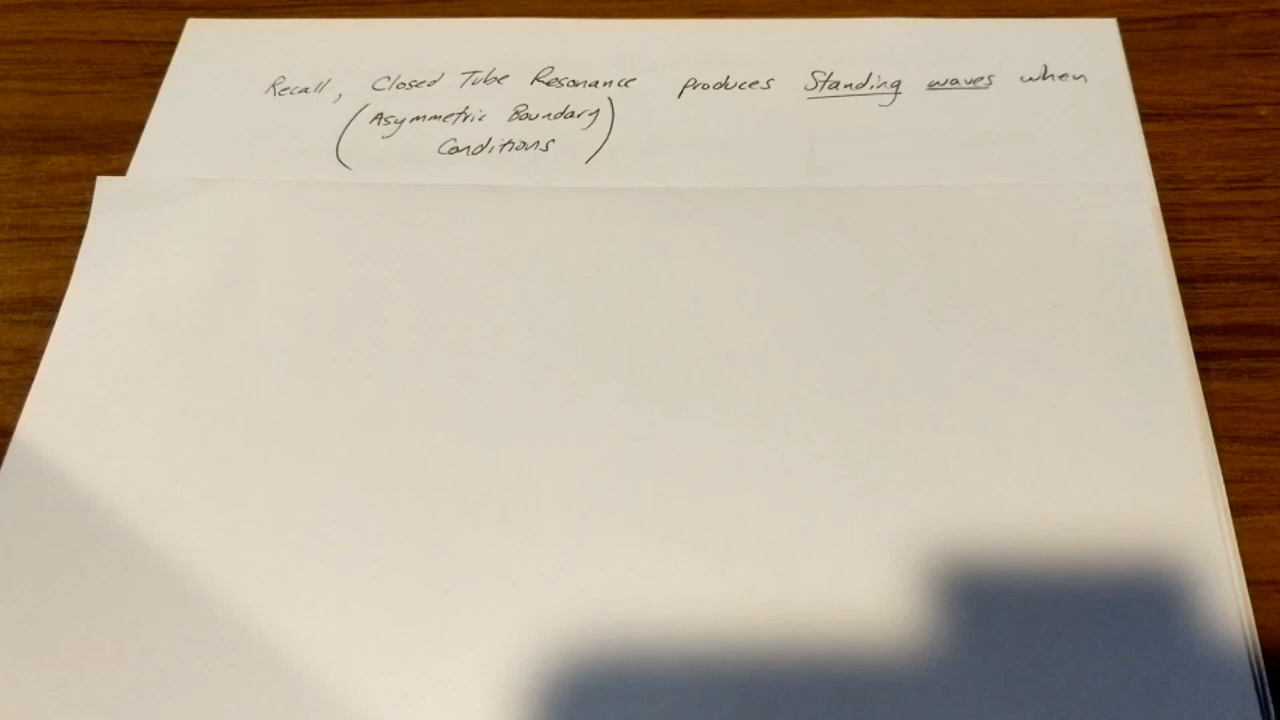 Recall, Closed Tube Resonance produces Standing waves when
(Asymmetric Boundary
Conditions)